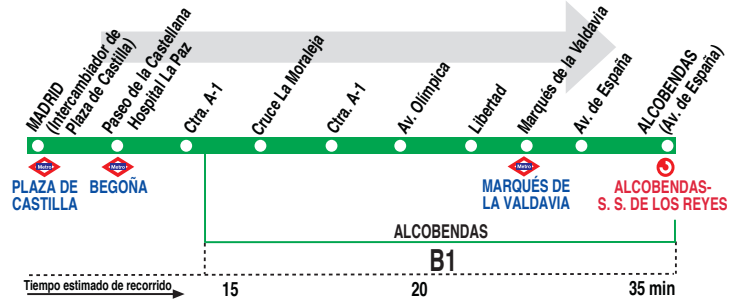 MADRID
(Intercambiador de
Plaza de Castilla)
Paseo de la Castellana
Hospital La Paz
Ctra. A-1
Cruce La Moraleja
Ctra. A-1
Av. Olímpica
Libertad
Marqués de la Valdavia
Av. de España
ALCOBENDAS
(Av. de España)
Metro
Metro
Metro
PLAZA DE
CASTILLA
BEGOÑA
MARQUÉS DE
LA VALDAVIA
ALCOBENDAS-
S. S. DE LOS REYES
ALCOBENDAS
B1
Tiempo estimado de recorrido
15
20
35 min